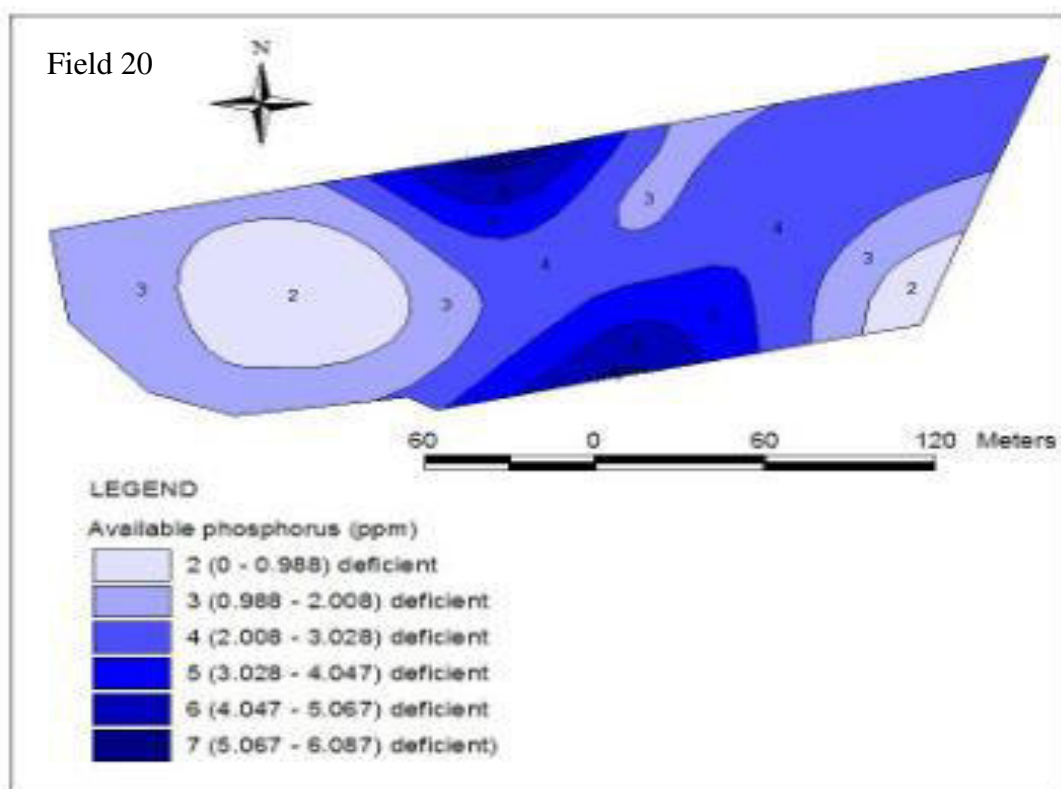 Field 20
N
3
3
4
2
3
4
3
2
60 0 60 120 Meters
LEGEND
Available phosphorus (ppm)
2 (0 - 0.988) deficient
3 (0.988 - 2.008) deficient
4 (2.008 - 3.028) deficient
5 (3.028 - 4.047) deficient
6 (4.047 - 5.067) deficient
7 (5.067 - 6.087) deficient)